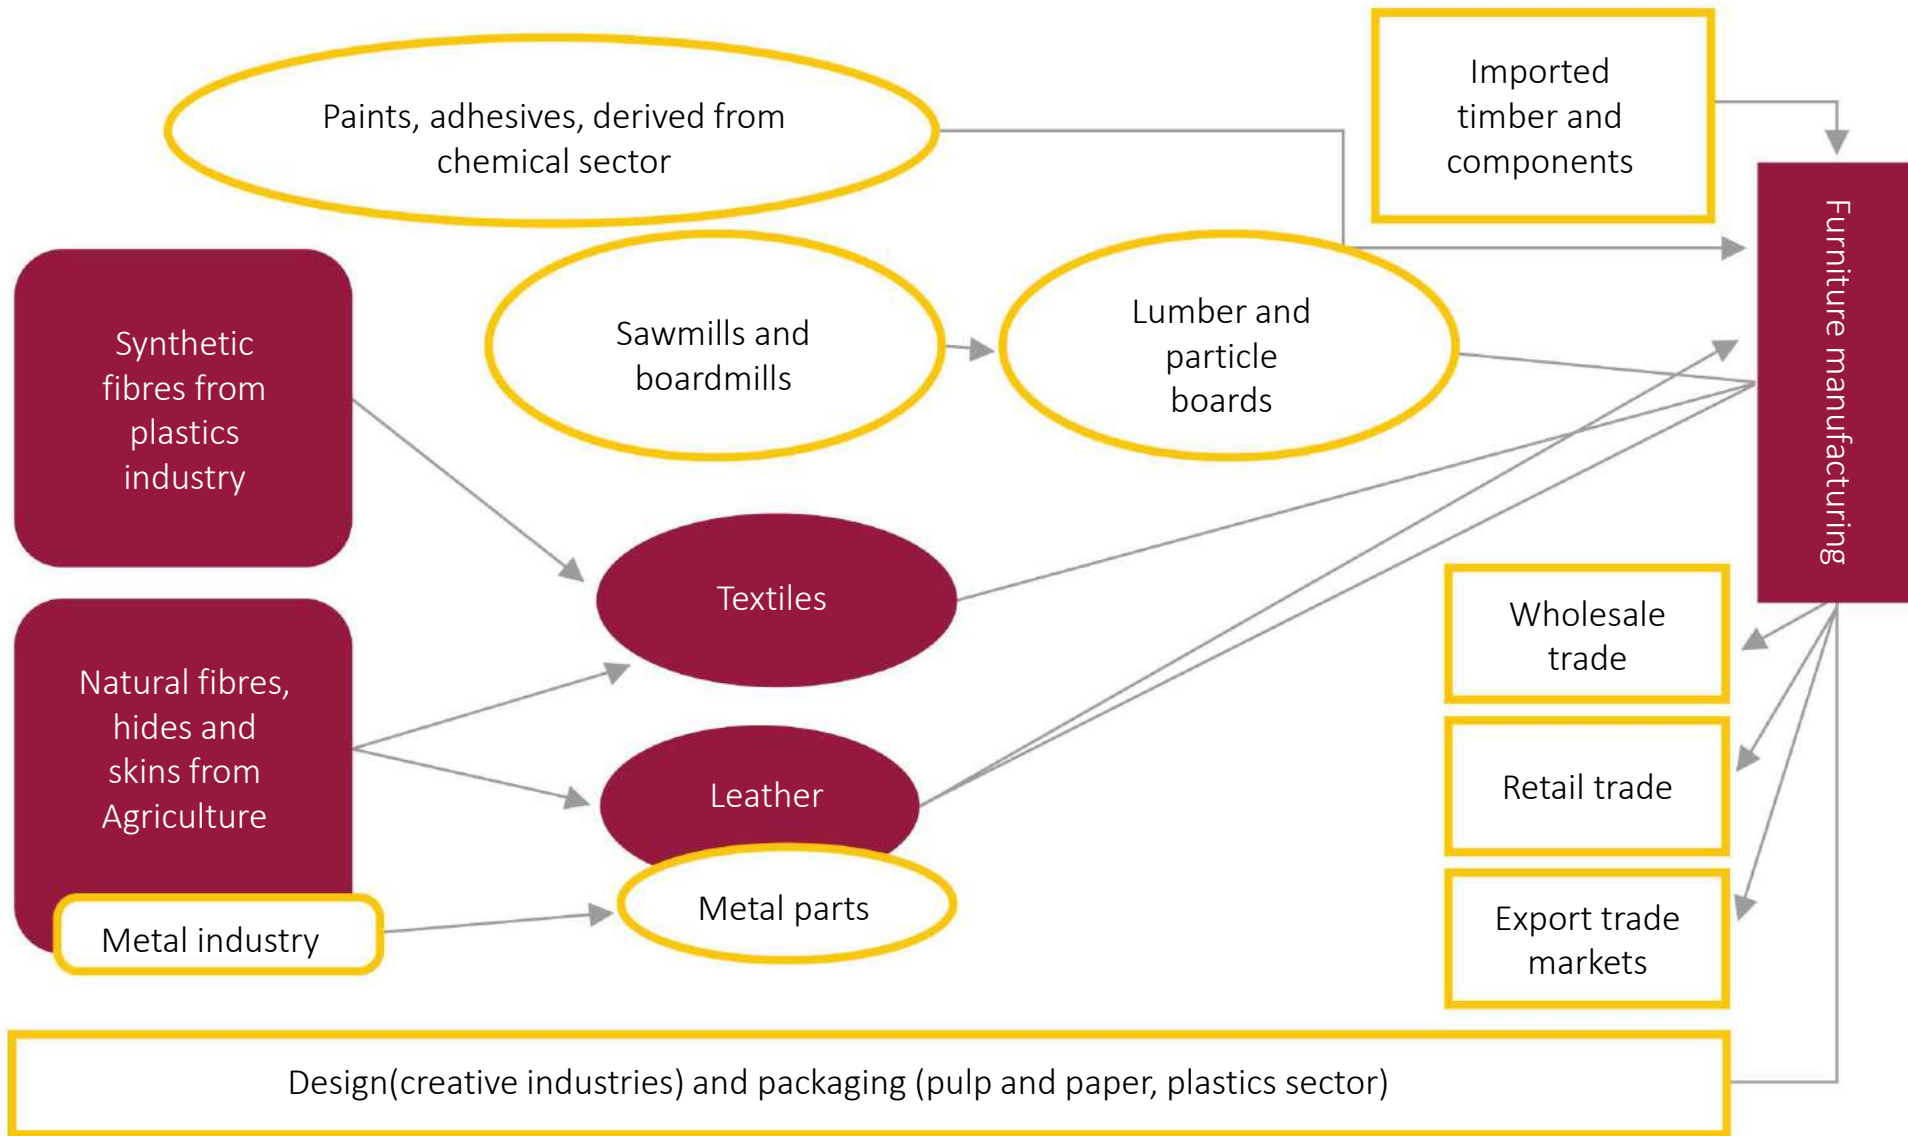 Paints, adhesives, derived from
chemical sector
Imported
timber and
components
Furniture manufacturing
Synthetic
fibres from
plastics
industry
Sawmills and
boardmills
Lumber and
particle
boards
Textiles
Natural fibres,
hides and
skins from
Agriculture
Leather
Metal industry
Metal parts
Wholesale
trade
Retail trade
Export trade
markets
Design(creative industries) and packaging (pulp and paper, plastics sector)